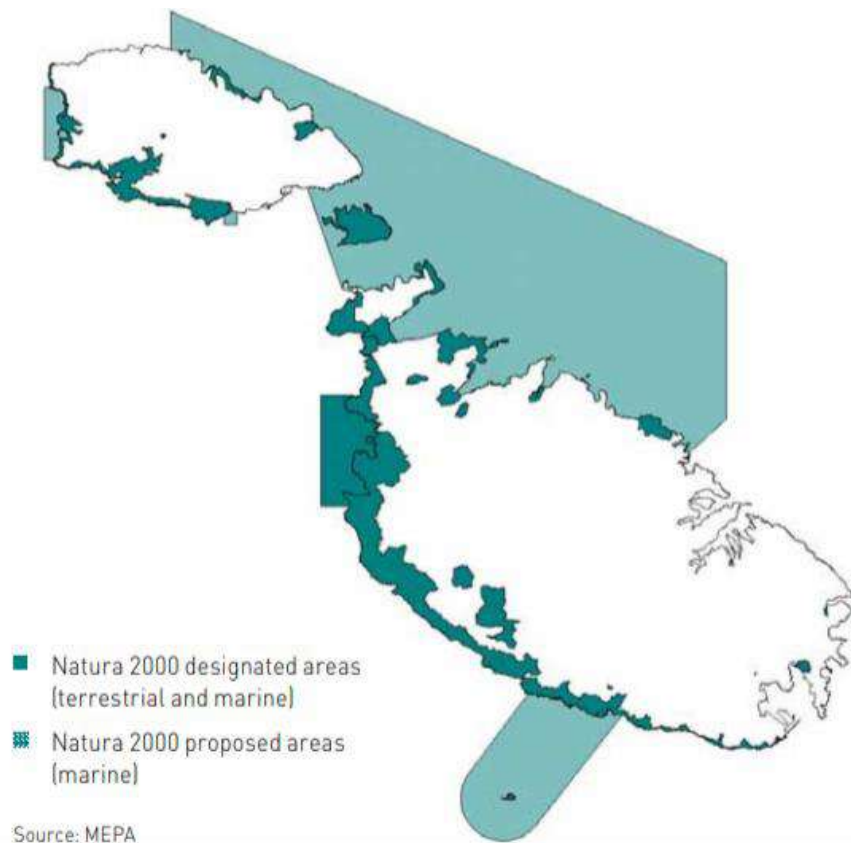 Natura 2000 designated areas
(terrestrial and marine)
Natura 2000 proposed areas
(marine)
Source: MEPA